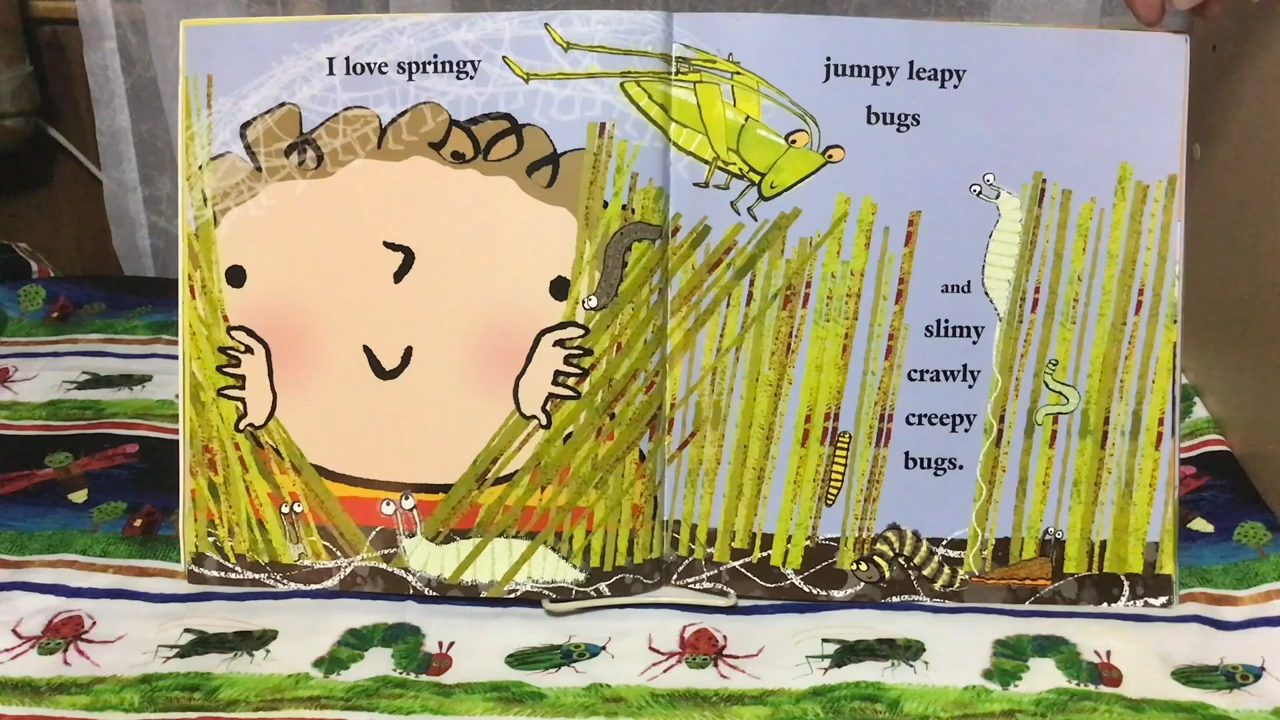 I love springy
jumpy leapy
bugs
and
slimy
crawly
creepy
bugs.